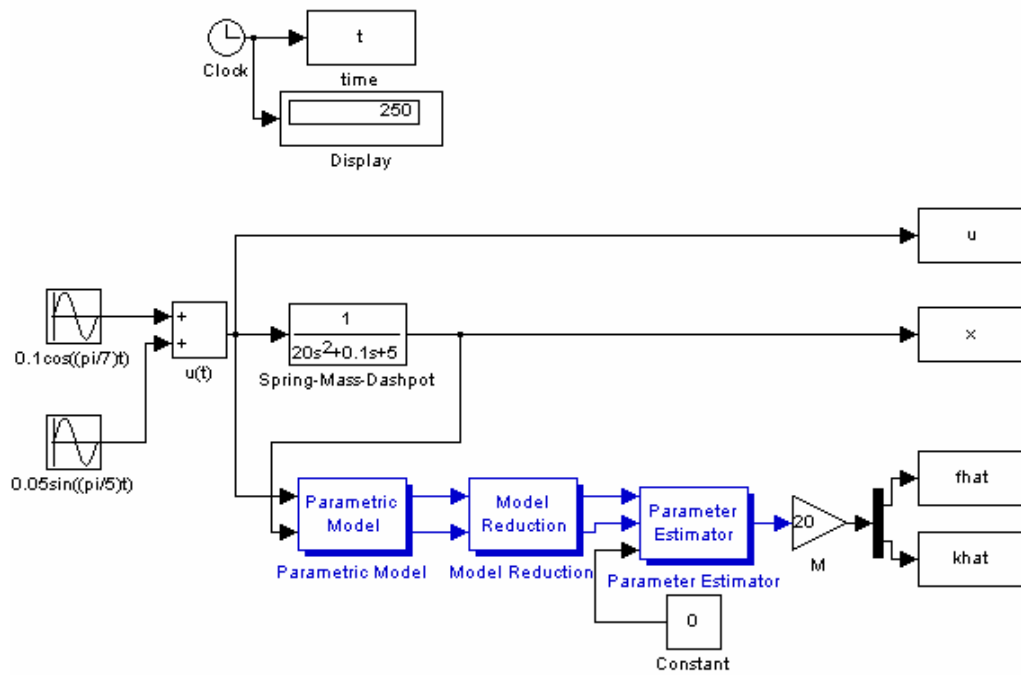 t
Clock
time
250
Display
u
+
+
0.1cos((pi/7)t)
u(t)
1
20s2+0.1s+5
Spring-Mass-Dashpot
x
0.05sin((pi/5)t)
Parametric
Model
Parametric Model
Model
Reduction
Model Reduction
Parameter
Estimator
Parameter Estimator
20
M
fhat
khat
0
Constant